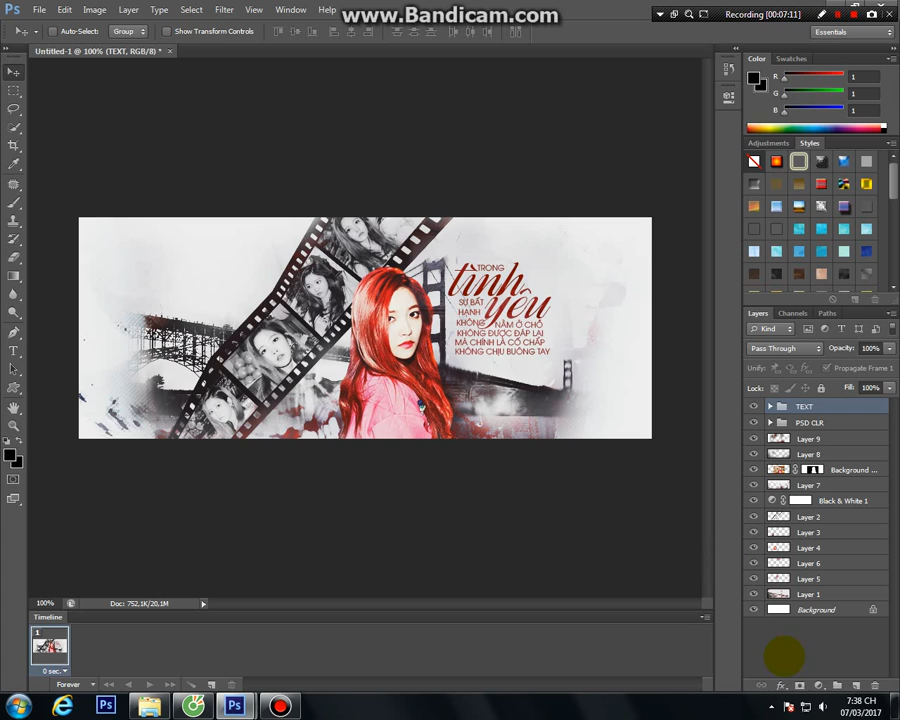 www.Bandicam.com
Recording [00:07:11]
Ps File Edit Image Layer Type Select Filter View Window Help
Auto-Select: Group Show Transform Controls
Essentials
Untitled-1 @ 100% (TEXT, RGB/8) *
Color Swatches
R 1
G 1
B 1
Adjustments Styles
TRONG
tình
SỰ BẤT
yêu
HẠNH
KHÔNG NẰM Ở CHỖ
KHÔNG ĐƯỢC ĐÁP LẠI
MÀ CHÍNH LÀ CỐ CHẤP
KHÔNG CHỊU BUÔNG TAY
Layers Channels Paths
Kind
Pass Through Opacity: 100%
Unify: Propagate Frame 1
Lock: Fill: 100%
TEXT
PSD CLR
Layer 9
Layer 8
Background ...
Layer 7
Black & White 1
Layer 2
Layer 3
Layer 4
Layer 6
Layer 5
Layer 1
Background
100% Doc: 752,1K/20,1M
Timeline
1
0 sec.
Forever
fx
Ps
Ps
7:38 CH
07/03/2017